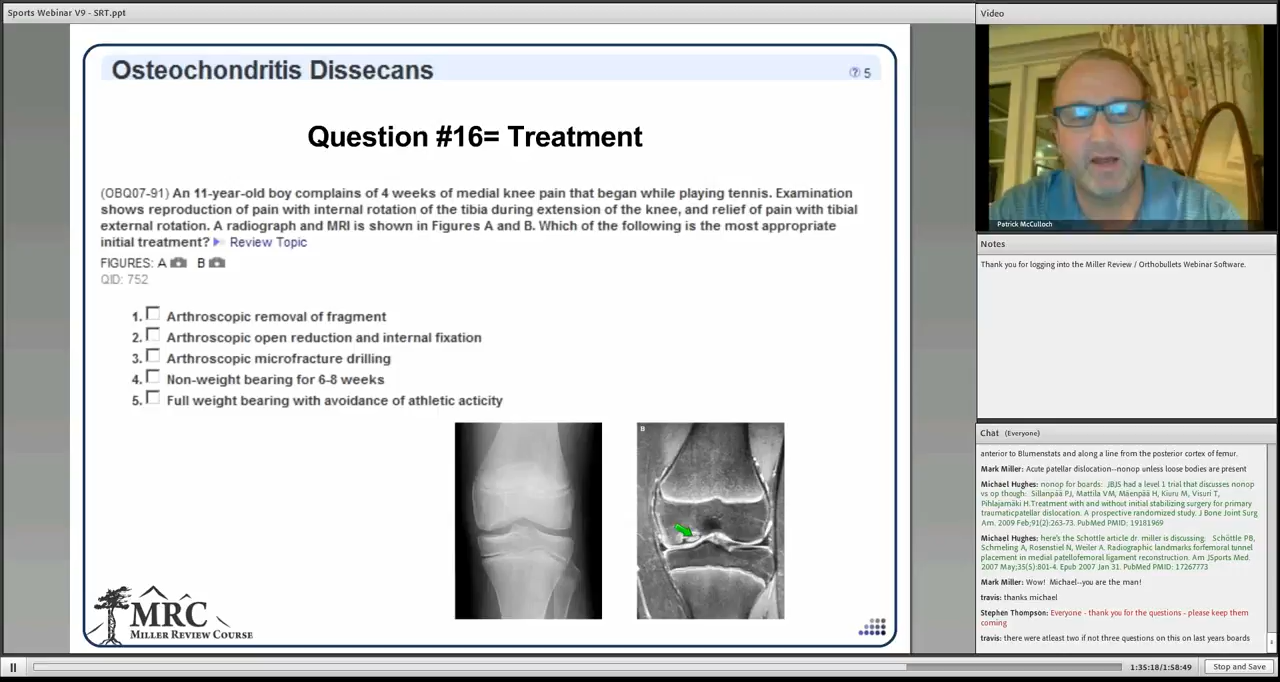 Sports Webinar V9 - SRT.ppt
Osteochondritis Dissecans
5
Question #16= Treatment
(OBQ07-91) An 11-year-old boy complains of 4 weeks of medial knee pain that began while playing tennis. Examination
shows reproduction of pain with internal rotation of the tibia during extension of the knee, and relief of pain with tibial
external rotation. A radiograph and MRI is shown in Figures A and B. Which of the following is the most appropriate
initial treatment? Review Topic
FIGURES: A B
QID: 752
1. Arthroscopic removal of fragment
2. Arthroscopic open reduction and internal fixation
3. Arthroscopic microfracture drilling
4. Non-weight bearing for 6-8 weeks
5. Full weight bearing with avoidance of athletic acticity
B
MRC
MILLER REVIEW COURSE
Video
Patrick McCulloch
Notes
Thank you for logging into the Miller Review / Orthobullets Webinar Software.
Chat (Everyone)
anterior to Blumenstats and along a line from the posterior cortex of femur.
Mark Miller: Acute patellar dislocation--nonop unless loose bodies are present
Michael Hughes: nonop for boards: JBJS had a level 1 trial that discusses nonop
vs op though: Sillanpää PJ, Mattila VM, Mäenpää H, Kiuru M, Visuri T,
Pihlajamäki H.Treatment with and without initial stabilizing surgery for primary
traumaticpatellar dislocation. A prospective randomized study. J Bone Joint Surg
Am. 2009 Feb;91(2):263-73. PubMed PMID: 19181969
Michael Hughes: here's the Schottle article dr. miller is discussing: Schöttle PB,
Schmeling A, Rosenstiel N, Weiler A. Radiographic landmarks forfemoral tunnel
placement in medial patellofemoral ligament reconstruction. Am JSports Med.
2007 May;35(5):801-4. Epub 2007 Jan 31. PubMed PMID: 17267773
Mark Miller: Wow! Michael--you are the man!
travis: thanks michael
Stephen Thompson: Everyone - thank you for the questions - please keep them
coming
travis: there were atleast two if not three questions on this on last years boards
1:35:18/1:58:49
Stop and Save